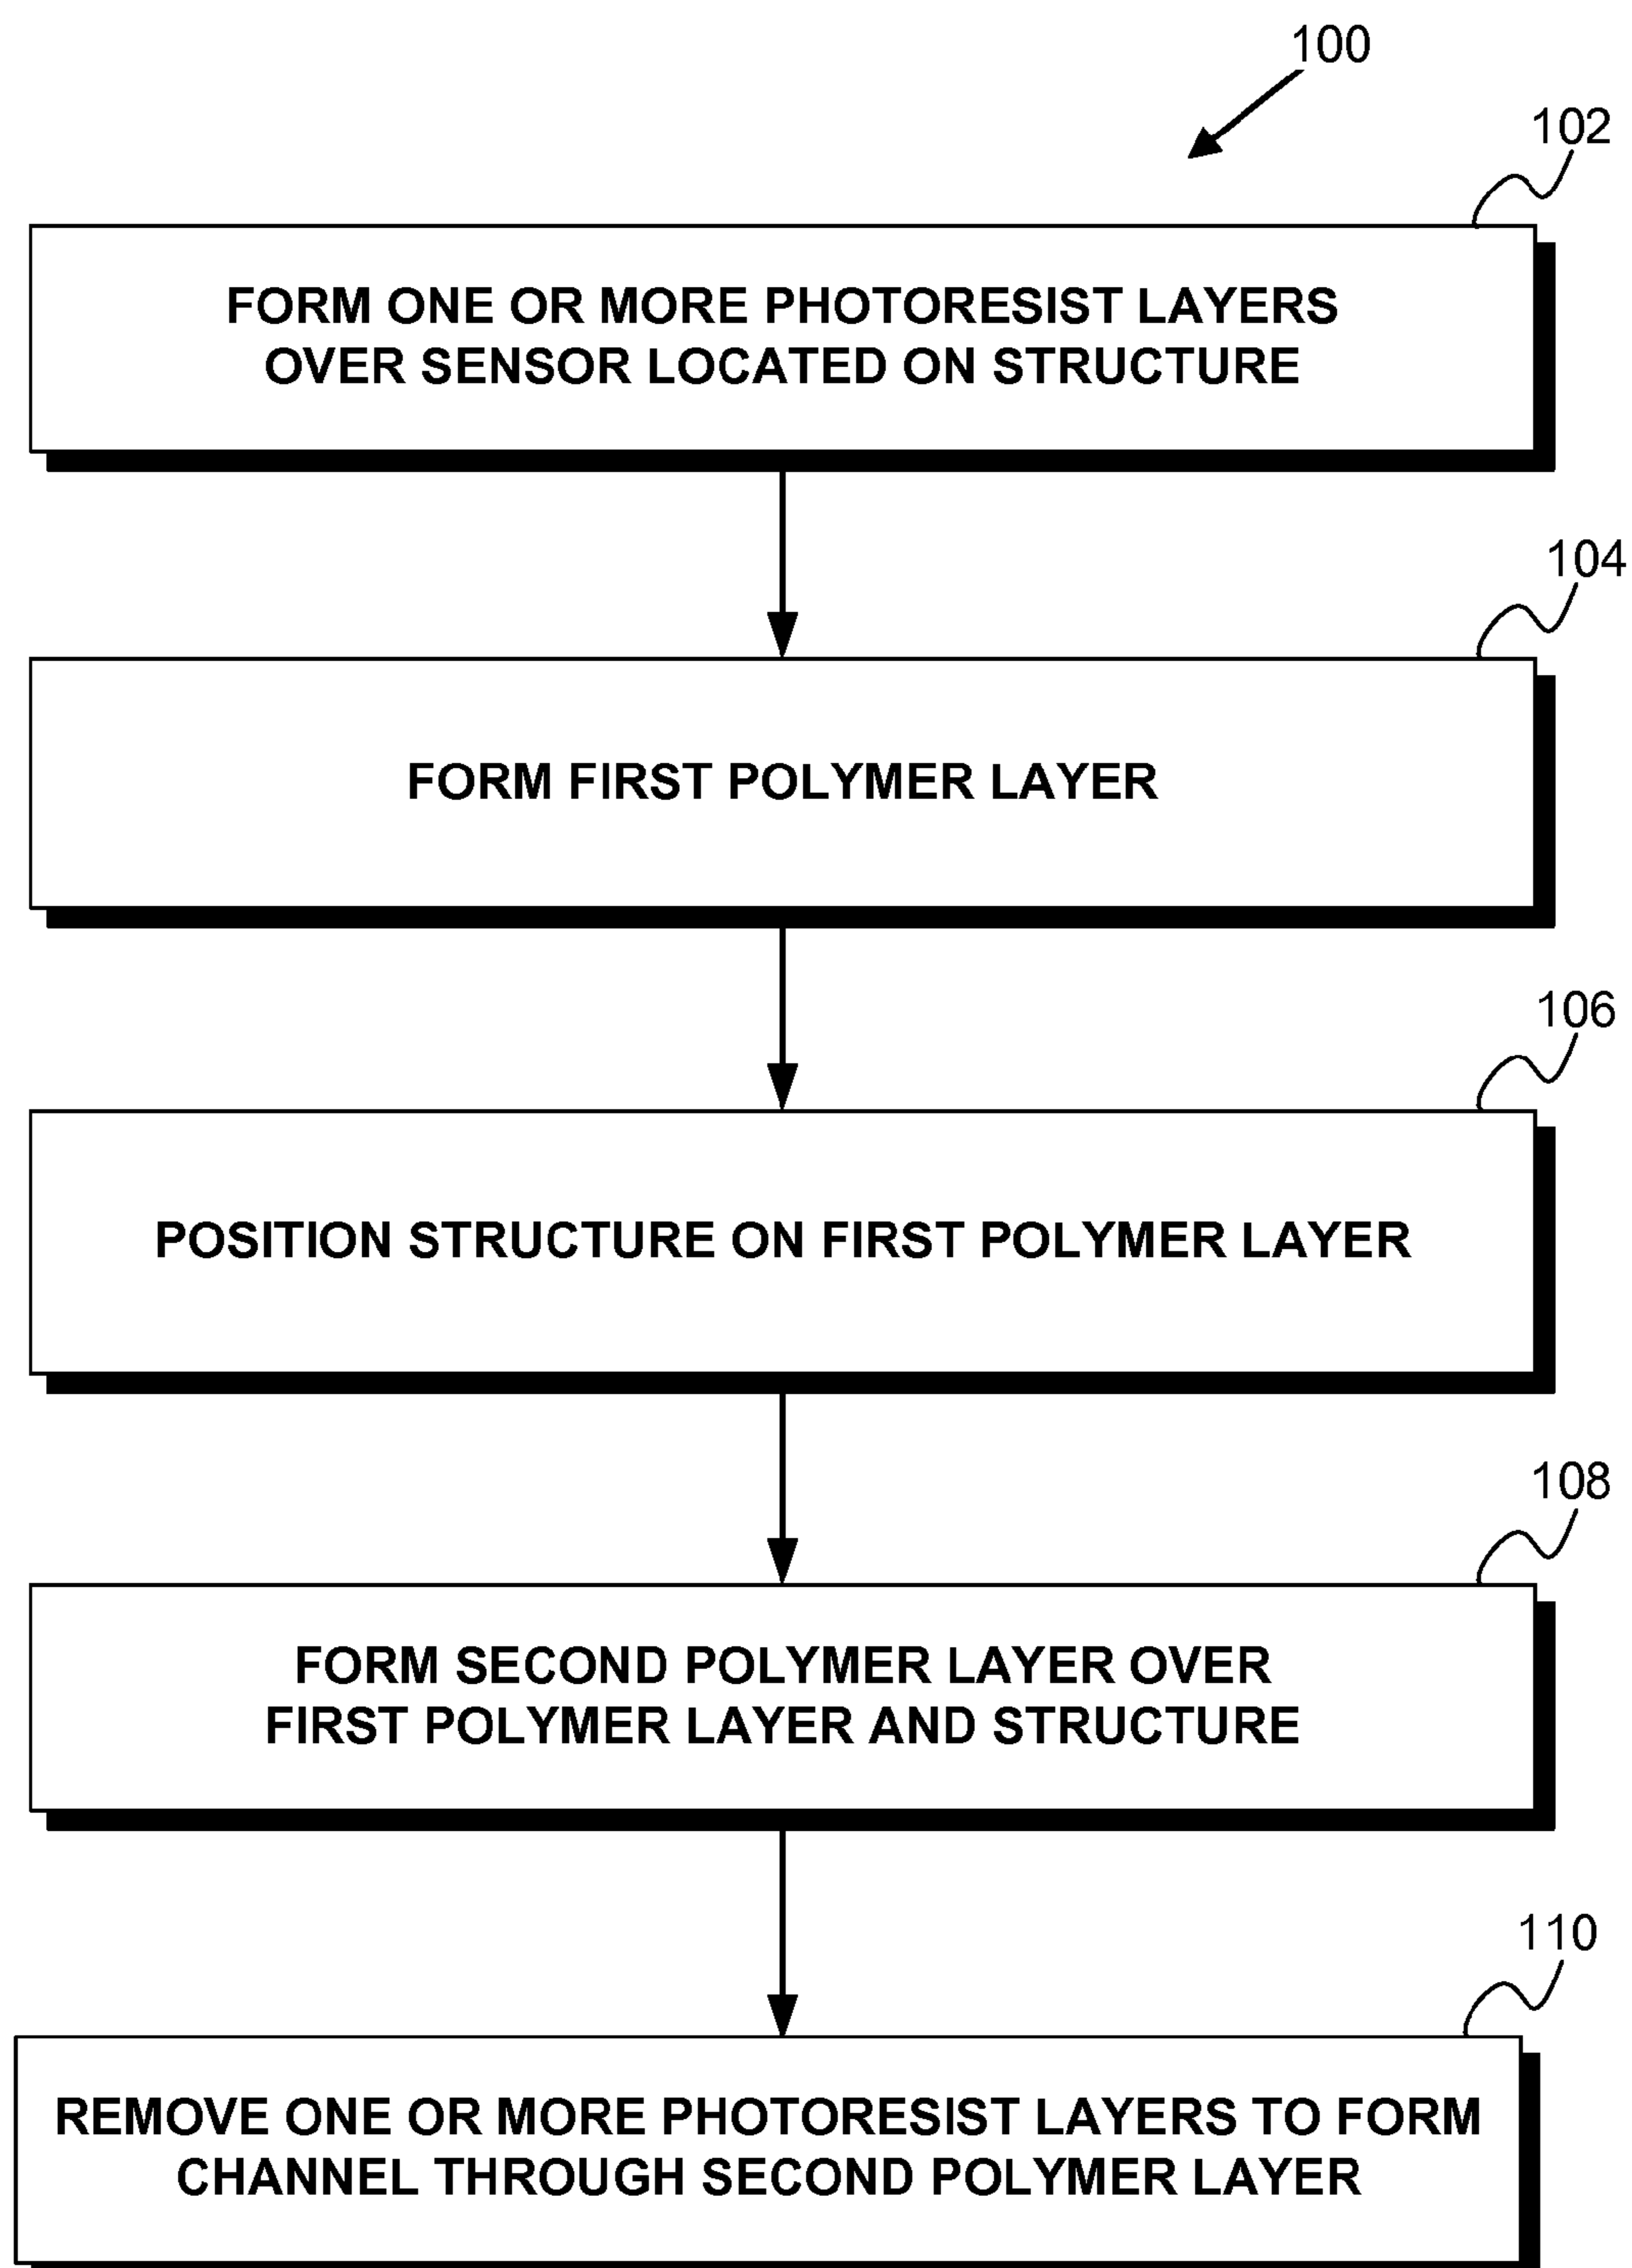 100
102
FORM ONE OR MORE PHOTORESIST LAYERS
OVER SENSOR LOCATED ON STRUCTURE
104
FORM FIRST POLYMER LAYER
106
POSITION STRUCTURE ON FIRST POLYMER LAYER
108
FORM SECOND POLYMER LAYER OVER
FIRST POLYMER LAYER AND STRUCTURE
110
REMOVE ONE OR MORE PHOTORESIST LAYERS TO FORM
CHANNEL THROUGH SECOND POLYMER LAYER